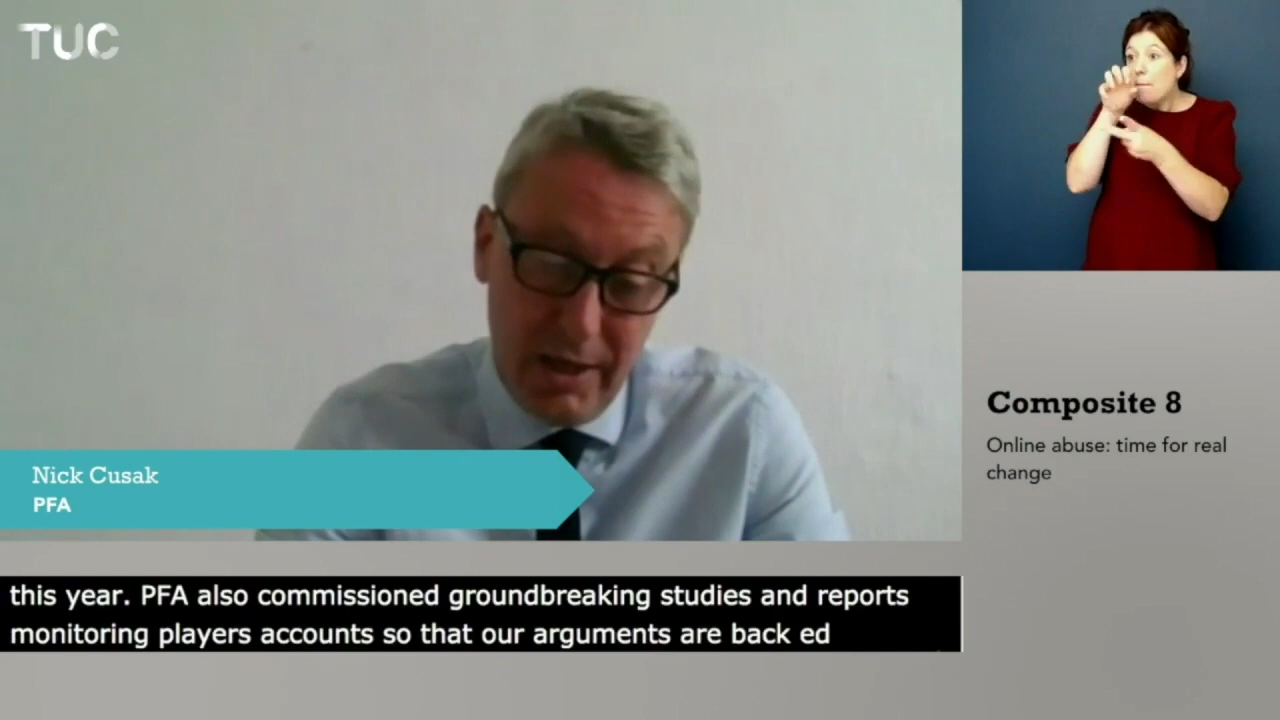 TUC
Nick Cusak
PFA
Composite 8
Online abuse: time for real
change
this year. PFA also commissioned groundbreaking studies and reports
monitoring players accounts so that our arguments are back ed